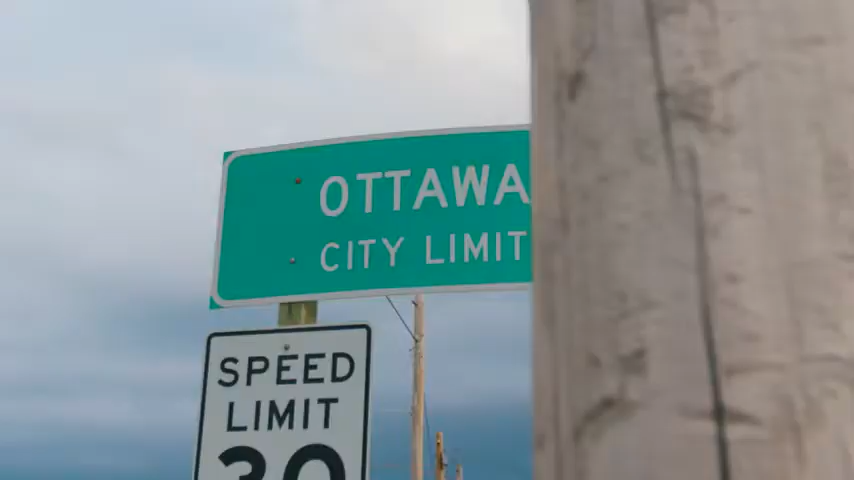 OTTAWA
CITY LIMIT
SPEED
LIMIT
30